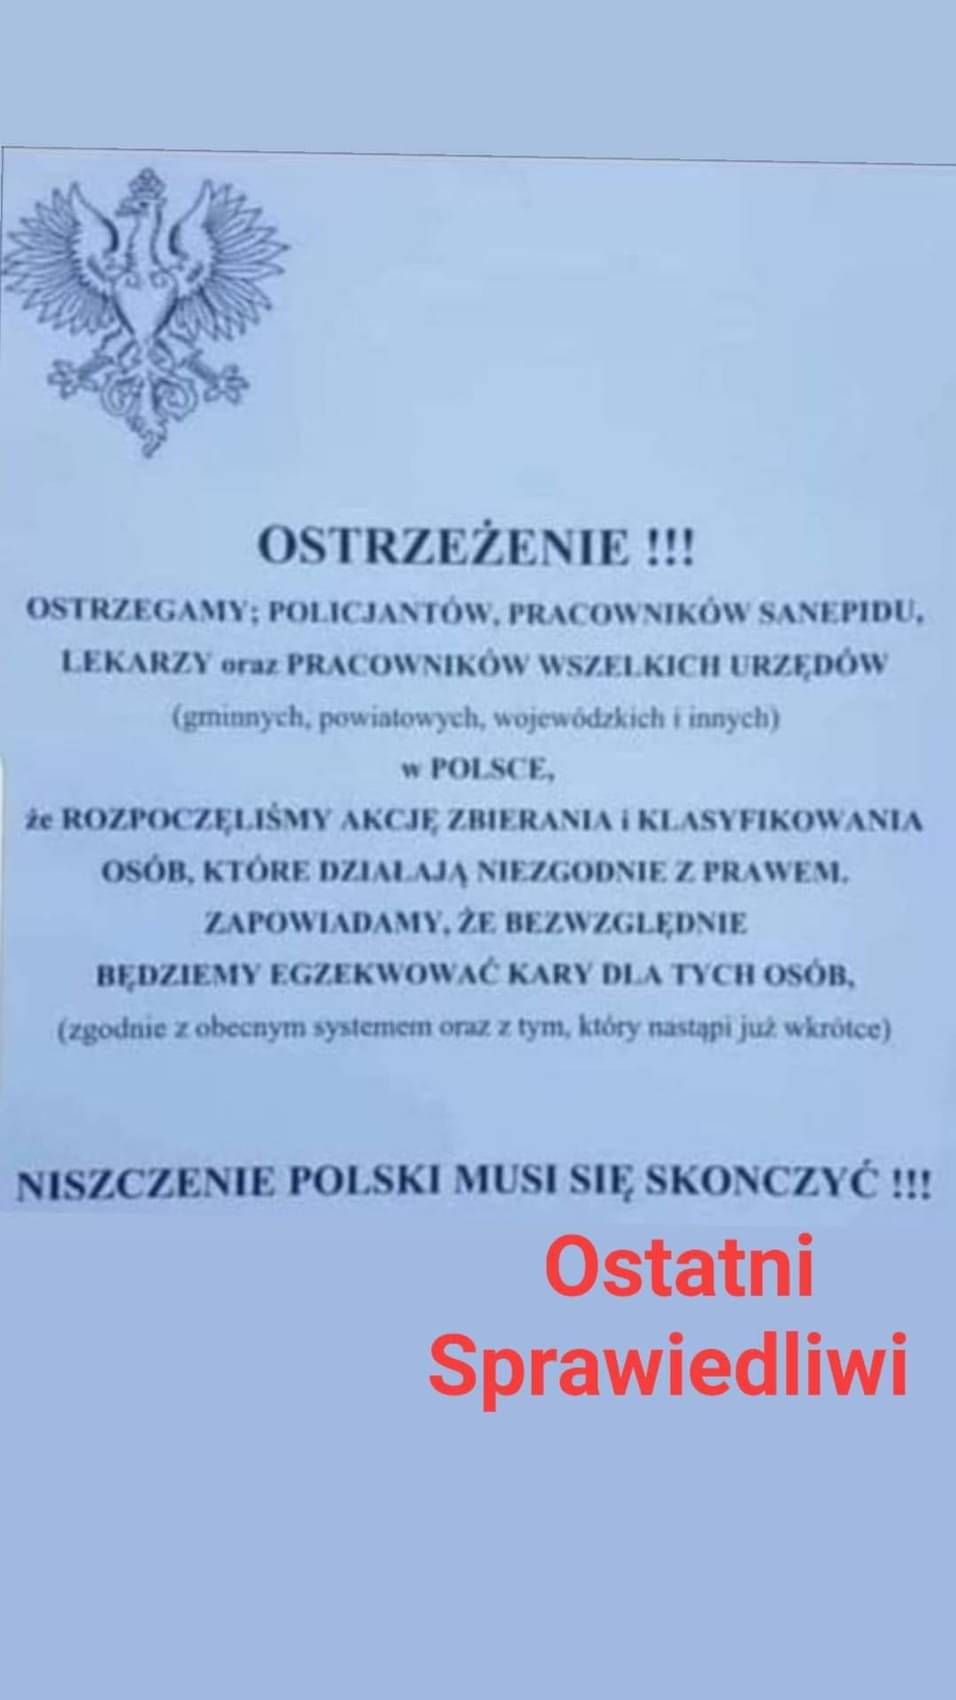 OSTRZEŻENIE !!!
OSTRZEGAMY; POLICJANTÓW, PRACOWNIKÓW SANEPIDU,
LEKARZY oraz PRACOWNIKÓW WSZELKICH URZĘDÓW
(gminnych, powiatowych, wojewódzkich i innych)
w POLSCE,
że ROZPOCZĘLIŚMY AKCJĘ ZBIERANIA i KLASYFIKOWANIA
OSÓB, KTÓRE DZIAŁAJĄ NIEZGODNIE Z PRAWEM.
ZAPOWIADAMY, ŻE BEZWZGLĘDNIE
BĘDZIEMY EGZEKWOWAĆ KARY DLA TYCH OSÓB,
(zgodnie z obecnym systemem oraz z tym, który nastąpi już wkrótce)
NISZCZENIE POLSKI MUSI SIĘ SKONCZYĆ !!!
Ostatni
Sprawiedliwi